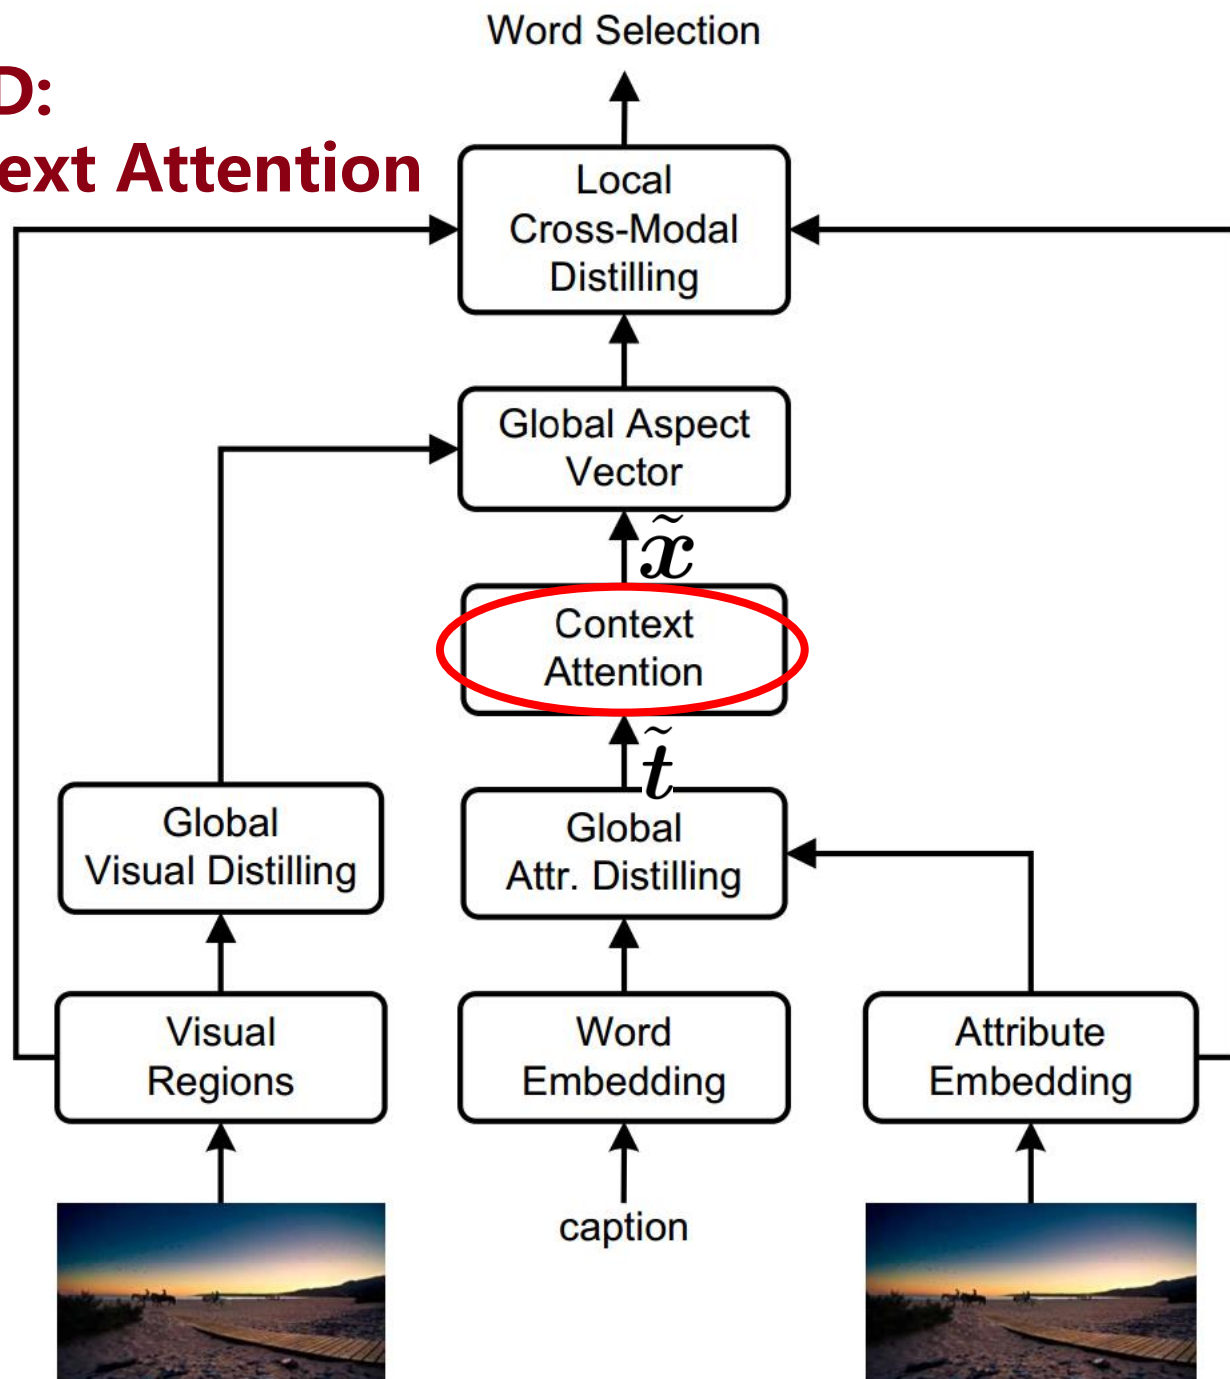 Word Selection
D:
ext Attention
Local
Cross-Modal
Distilling
Global Aspect
Vector
x̃
Context
Attention
t̃
Global
Visual Distilling
Global
Attr. Distilling
Visual
Regions
Word
Embedding
Attribute
Embedding
caption